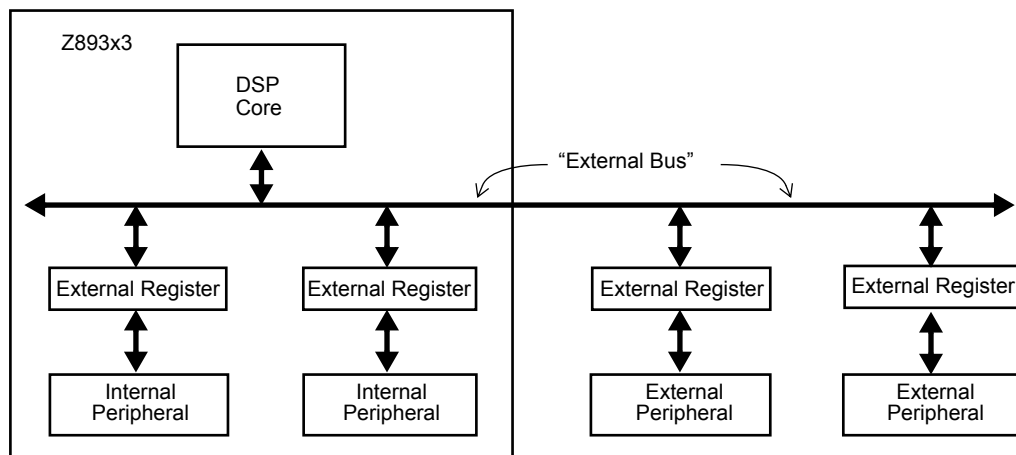 Z893x3
DSP
Core
“External Bus”
External Register
External Register
External Register
External Register
Internal
Peripheral
Internal
Peripheral
External
Peripheral
External
Peripheral